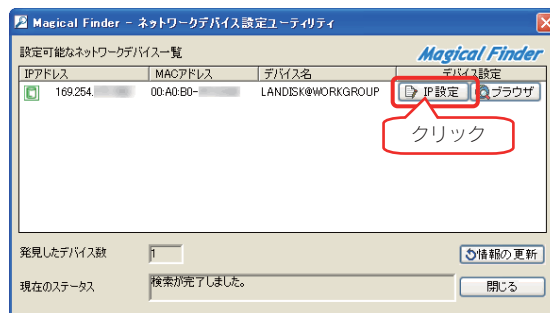 Magical Finder - ネットワークデバイス設定ユーティリティ
設定可能なネットワークデバイス一覧
Magical Finder
IPアドレス MACアドレス デバイス名 デバイス設定
169.254. 00:A0:B0- LANDISK@WORKGROUP IP設定 ブラウザ
クリック
発見したデバイス数 1 情報の更新
現在のステータス 検索が完了しました。 閉じる